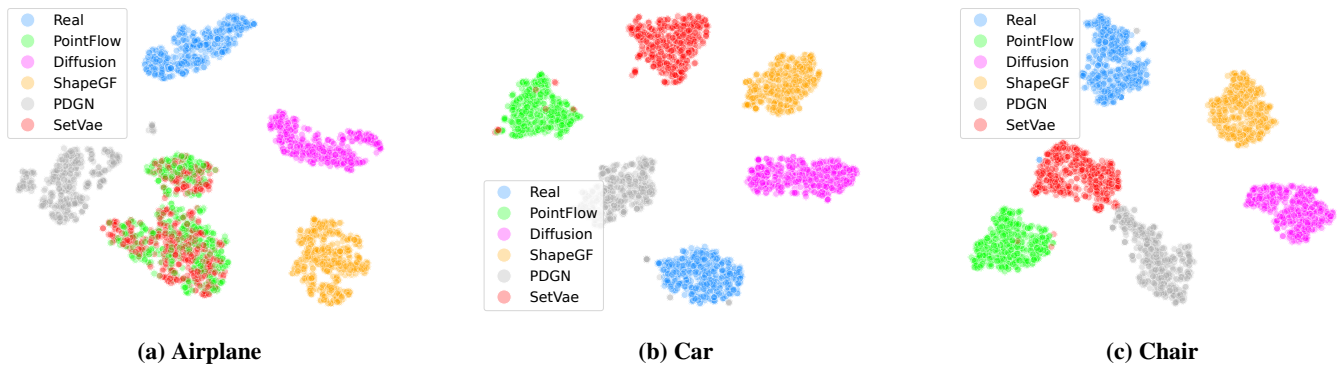 Real
PointFlow
Diffusion
ShapeGF
PDGN
SetVae
(a) Airplane
Real
PointFlow
Diffusion
ShapeGF
PDGN
SetVae
(b) Car
Real
PointFlow
Diffusion
ShapeGF
PDGN
SetVae
(c) Chair